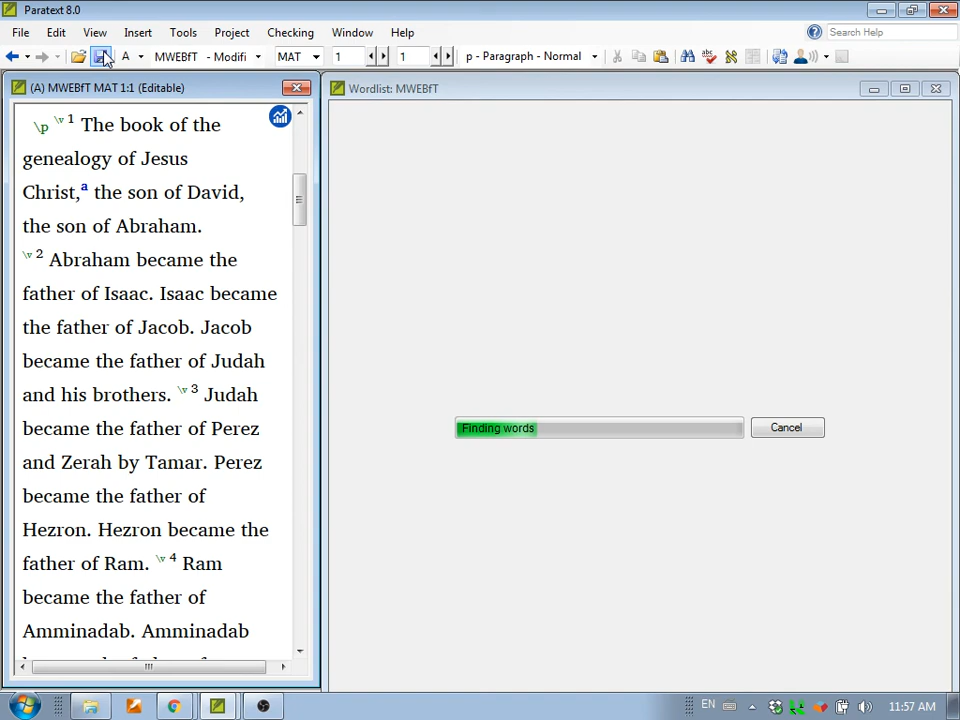 Paratext 8.0
File Edit View Insert Tools Project Checking Window Help Search Help
A MWEBfT - Modifi MAT 1 1 p - Paragraph - Normal
(A) MWEBfT MAT 1:1 (Editable)
Wordlist: MWEBfT
\p \v 1 The book of the
genealogy of Jesus
Christ,a the son of David,
the son of Abraham.
\v 2 Abraham became the
father of Isaac. Isaac became
the father of Jacob. Jacob
became the father of Judah
and his brothers. \v 3 Judah
became the father of Perez
and Zerah by Tamar. Perez
became the father of
Hezron. Hezron became the
father of Ram. \v 4 Ram
became the father of
Amminadab. Amminadab
Finding words Cancel
EN 11:57 AM